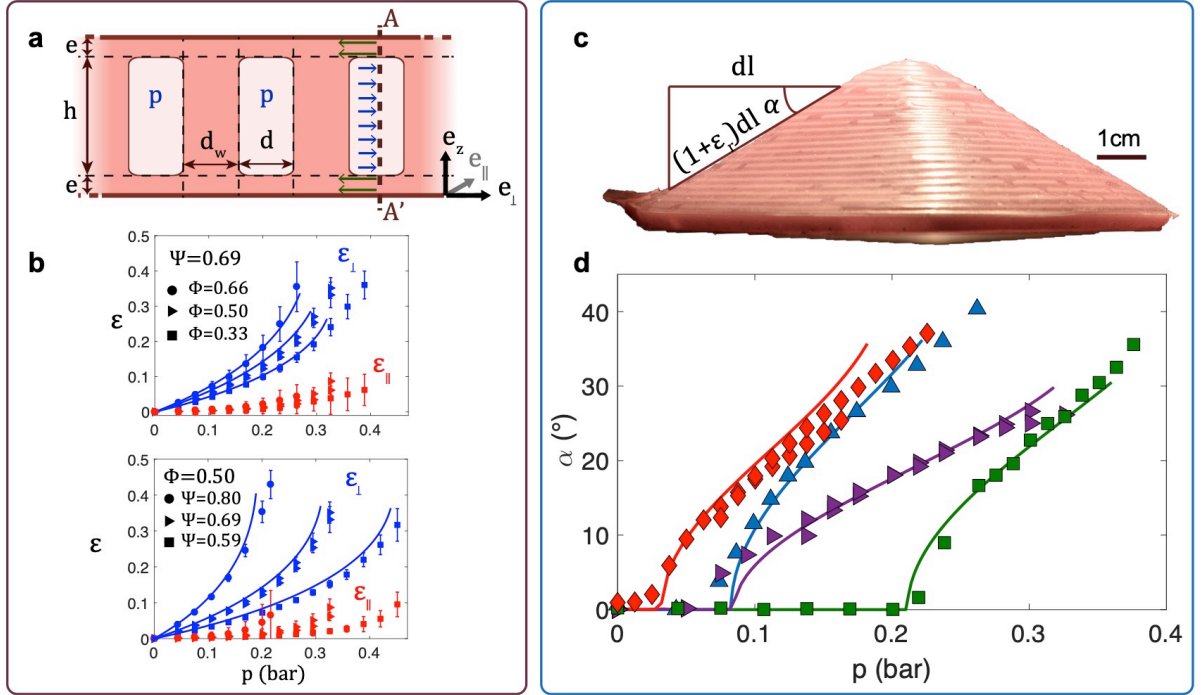 a
A
e
h
p
p
d_w
d
e
e_z
e_∥
e_⊥
A'
b
0.5
0.4
0.3
0.2
0.1
0
ε
Ψ=0.69
Φ=0.66
Φ=0.50
Φ=0.33
ε_⊥
ε_∥
0 0.1 0.2 0.3 0.4
0.5
0.4
0.3
0.2
0.1
0
ε
Φ=0.50
Ψ=0.80
Ψ=0.69
Ψ=0.59
ε_⊥
ε_∥
0 0.1 0.2 0.3 0.4
p (bar)
c
dl
α
(1+ε_r)dl
1cm
d
40
30
20
10
0
α (°)
0 0.1 0.2 0.3 0.4
p (bar)